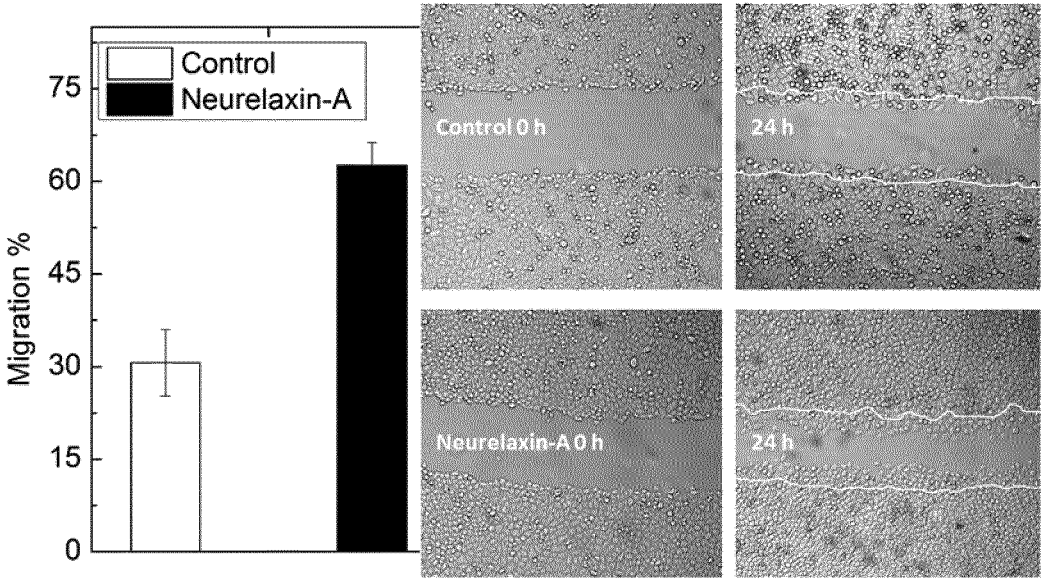 Control
Neurelaxin-A
75
60
45
30
15
0
Migration %
Control 0 h
24 h
Neurelaxin-A 0 h
24 h